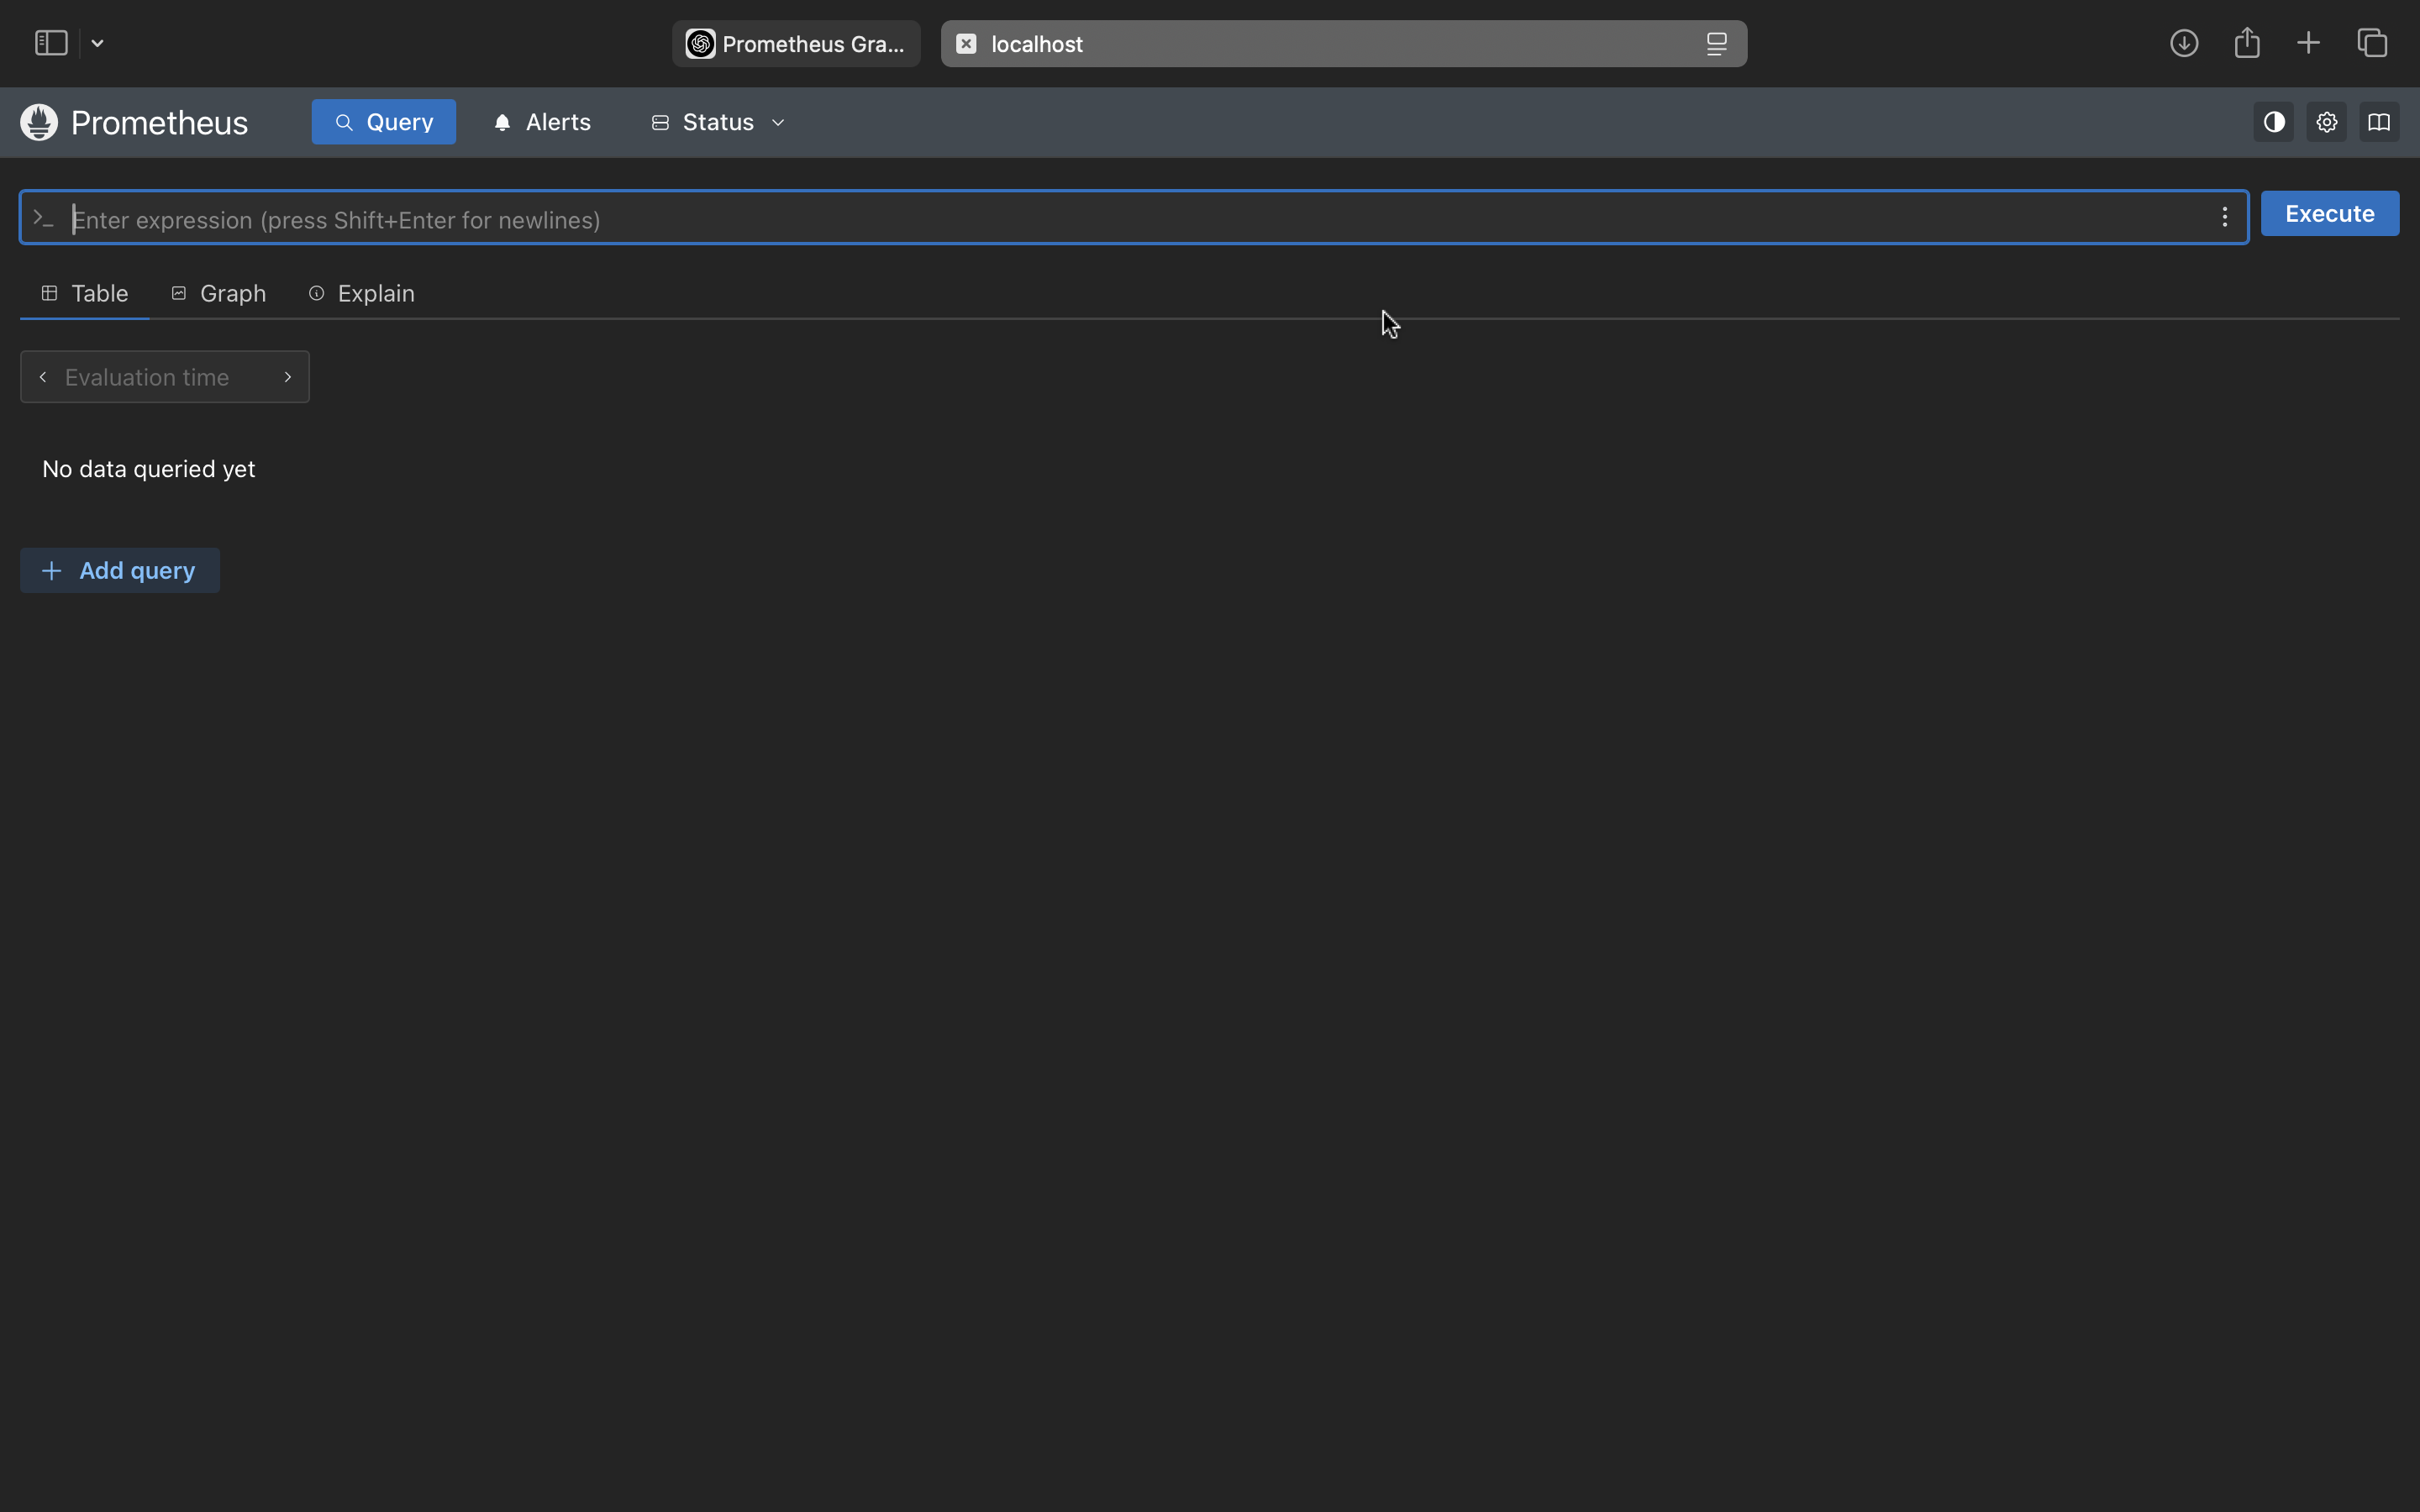 Prometheus Gra...
localhost
Prometheus
Query
Alerts
Status
Enter expression (press Shift+Enter for newlines)
Execute
Table
Graph
Explain
Evaluation time
No data queried yet
Add query